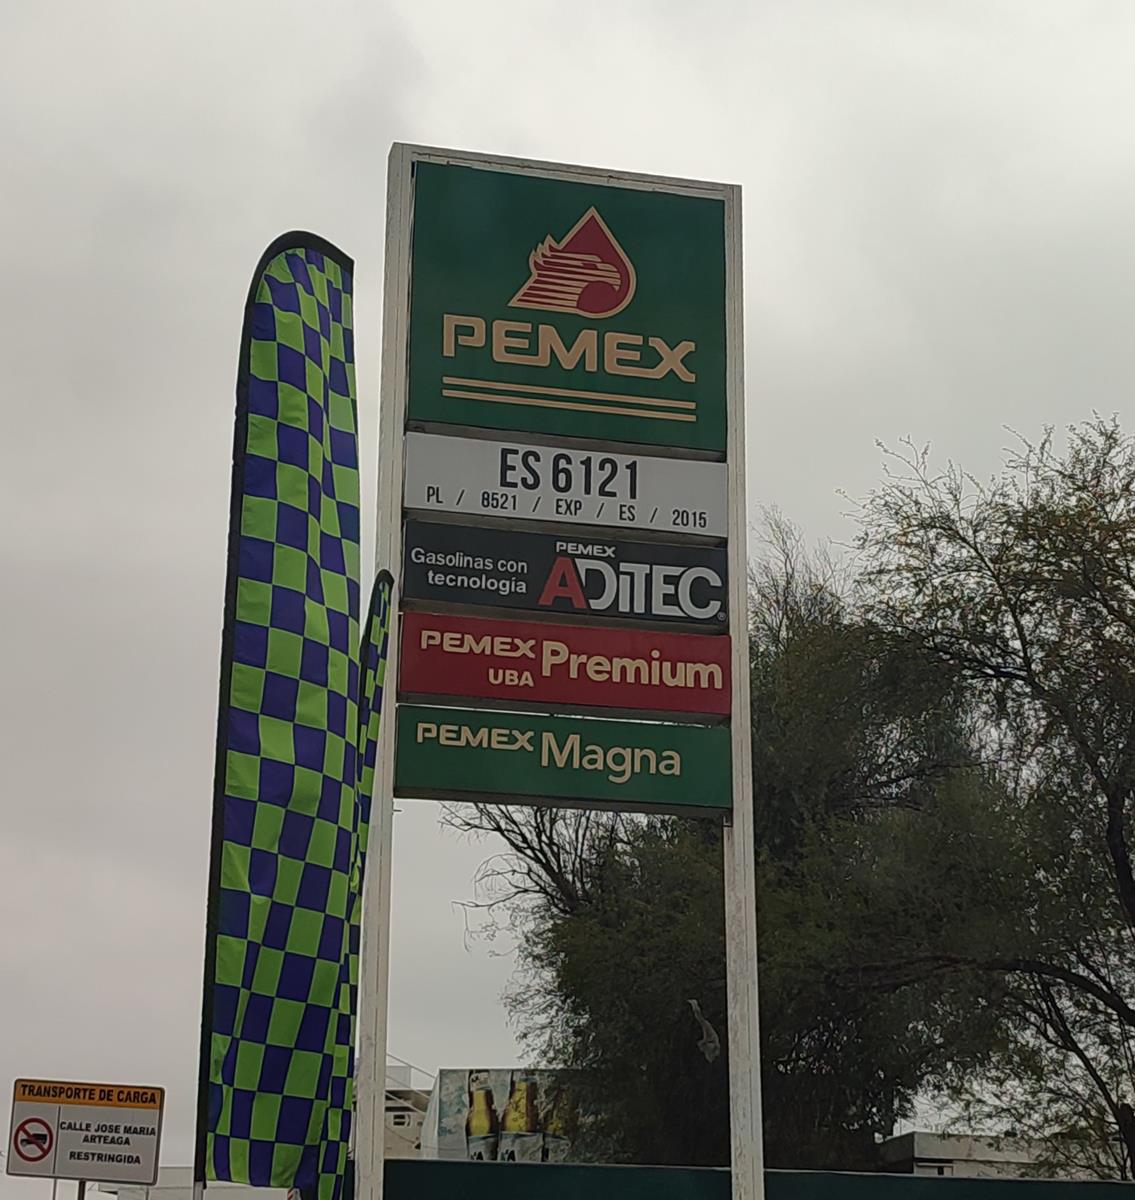 PEMEX
ES 6121
PL / 8521 / EXP / ES / 2015
Gasolinas con
tecnología
PEMEX
ADITEC
PEMEX
UBA
Premium
PEMEX Magna
TRANSPORTE DE CARGA
CALLE JOSE MARIA
ARTEAGA
RESTRINGIDA